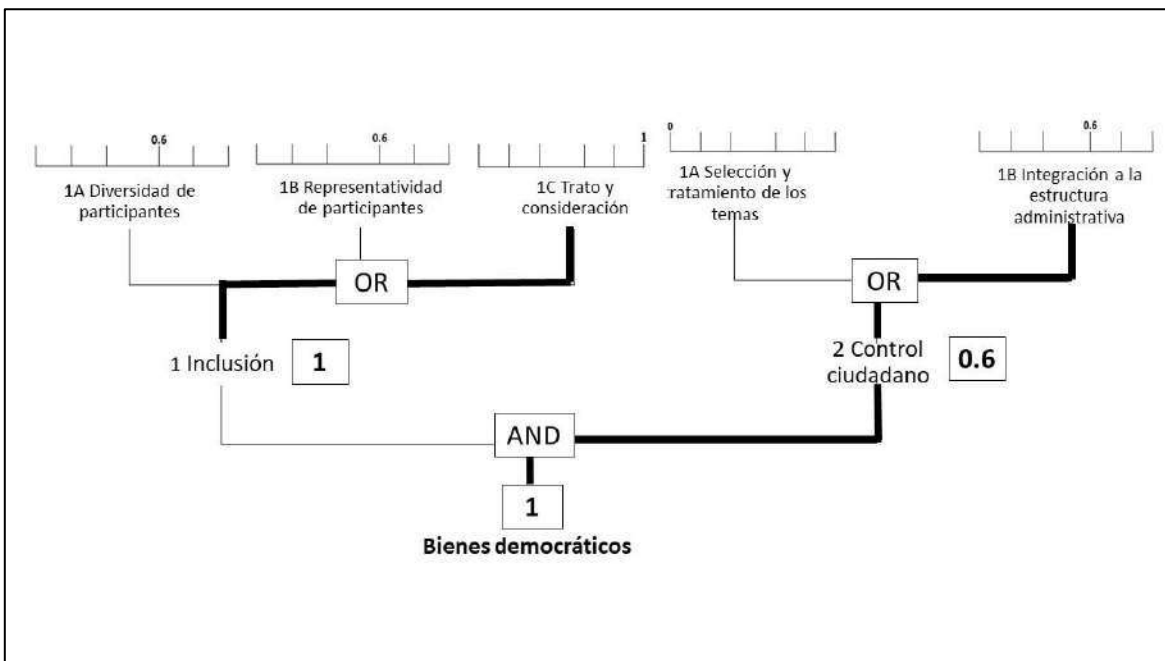 0.6
0.6
1
0
0.6
1A Diversidad de
participantes
1B Representatividad
de participantes
1C Trato y
consideración
1A Selección y
tratamiento de los
temas
1B Integración a la
estructura
administrativa
OR
OR
1 Inclusión
1
2 Control
ciudadano
0.6
AND
1
Bienes democráticos